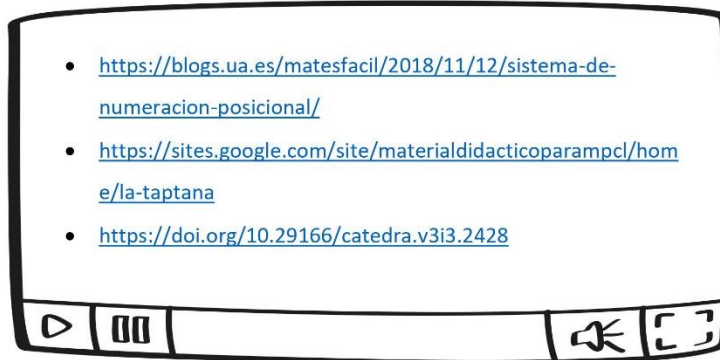 https://blogs.ua.es/matesfacil/2018/11/12/sistema-de-
numeracion-posicional/
https://sites.google.com/site/materialdidacticoparampcl/hom
e/la-taptana
https://doi.org/10.29166/catedra.v3i3.2428